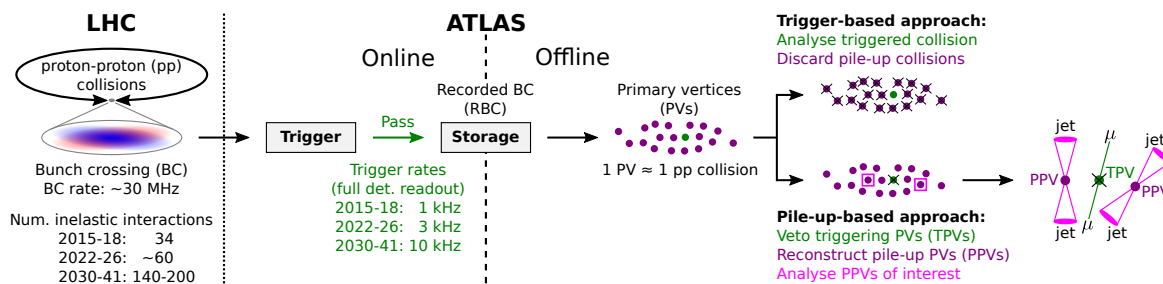 LHC
proton-proton (pp)
collisions
Bunch crossing (BC)
BC rate: ~30 MHz
Num. inelastic interactions
2015-18: 34
2022-26: ~60
2030-41: 140-200
ATLAS
Online
Offline
Trigger
Pass
Trigger rates
(full det. readout)
2015-18: 1 kHz
2022-26: 3 kHz
2030-41: 10 kHz
Recorded BC
(RBC)
Storage
Primary vertices
(PVs)
1 PV ≈ 1 pp collision
Trigger-based approach:
Analyse triggered collision
Discard pile-up collisions
Pile-up-based approach:
Veto triggering PVs (TPVs)
Reconstruct pile-up PVs (PPVs)
Analyse PPVs of interest
jet
μ
jet
PPV
TPV
PPV
jet
μ
jet